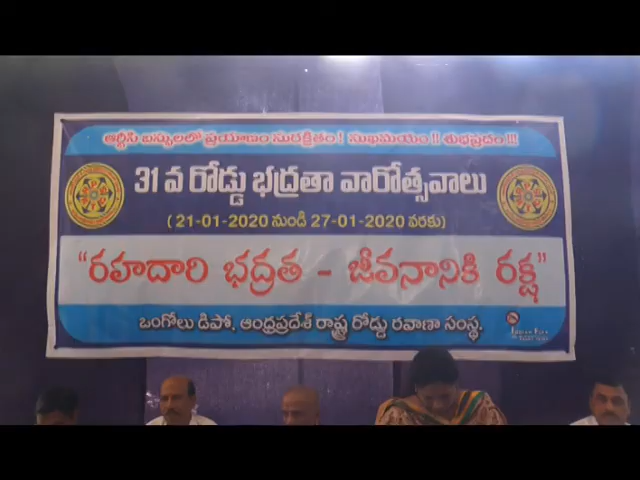 ఆర్టీసీ బస్సులలో ప్రయాణం సురక్షితం! సుఖమయం!! శుభప్రదం!!!
31 వ రోడ్డు భద్రతా వారోత్సవాలు
(21-01-2020 నుండి 27-01-2020 వరకు)
"రహదారి భద్రత - జీవనానికి రక్ష"
ఒంగోలు డిపో, ఆంధ్రప్రదేశ్ రాష్ట్ర రోడ్డు రవాణా సంస్థ.